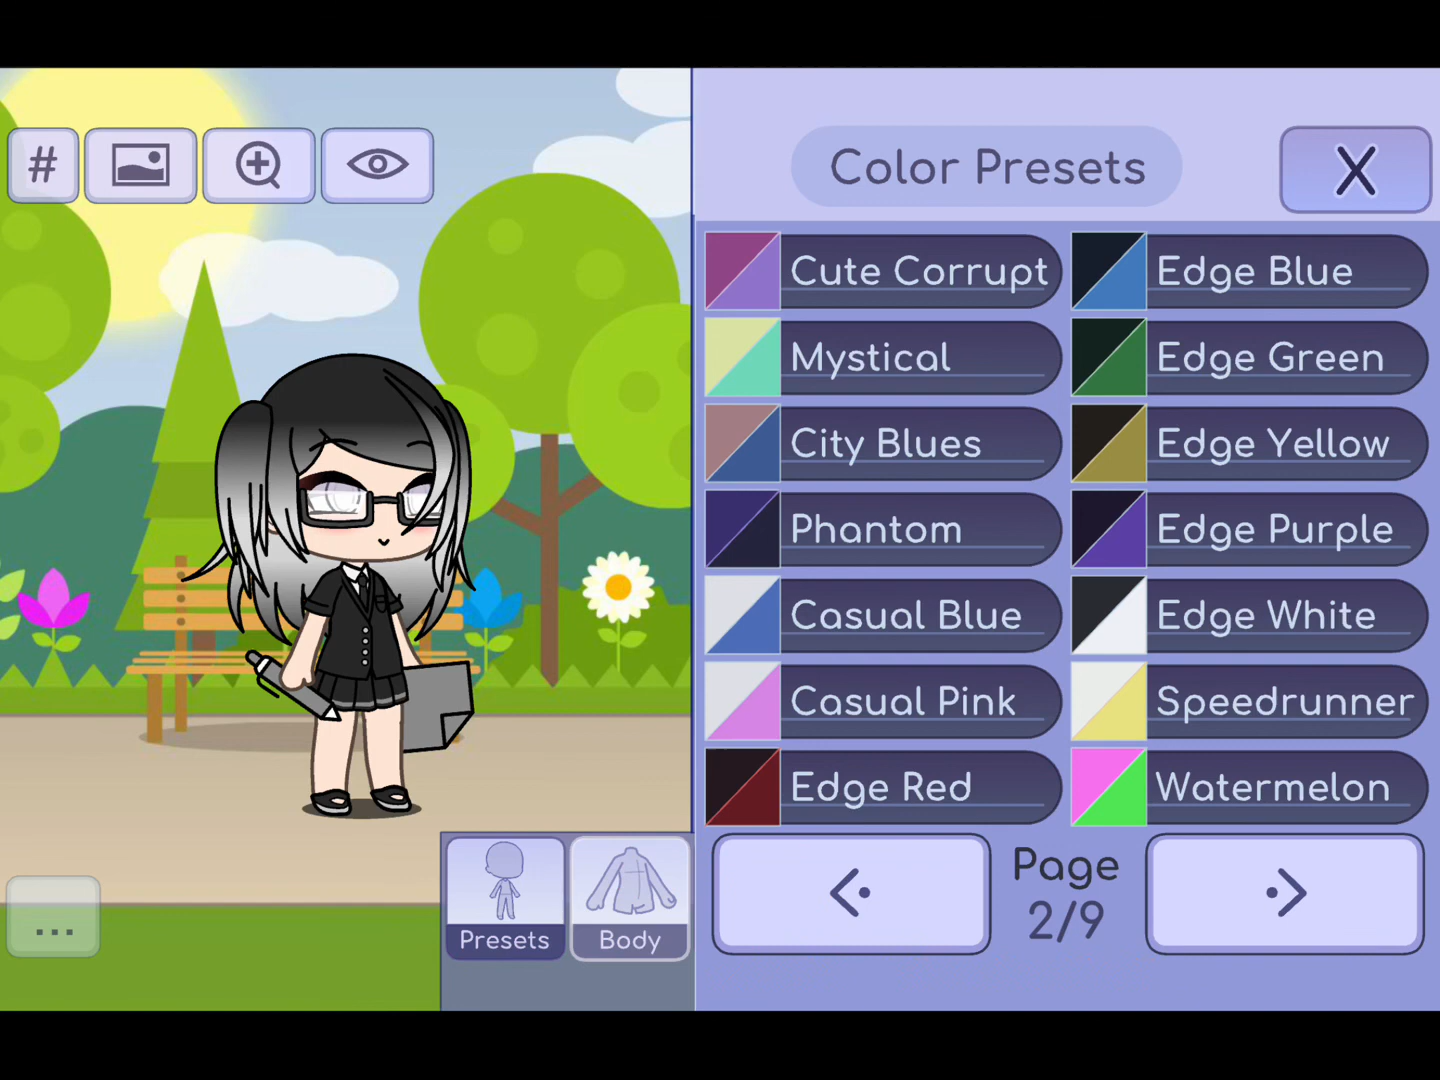 #
Color Presets
X
Cute Corrupt
Edge Blue
Mystical
Edge Green
City Blues
Edge Yellow
Phantom
Edge Purple
Casual Blue
Edge White
Casual Pink
Speedrunner
Edge Red
Watermelon
Page
2/9
...
Presets
Body